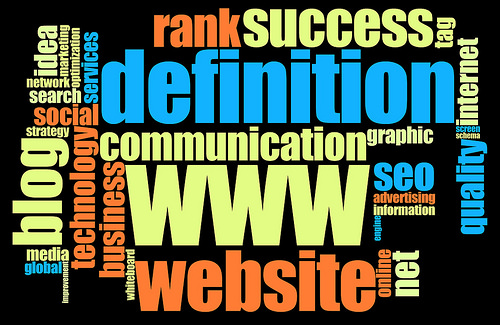 rank
success
tag
idea
marketing
optimization
services
definition
internet
network
search
social
strategy
communication
graphic
screen
schema
blog
technology
business
www
seo
quality
advertising
information
engine
media
global
improvement
whiteboard
website
online
net